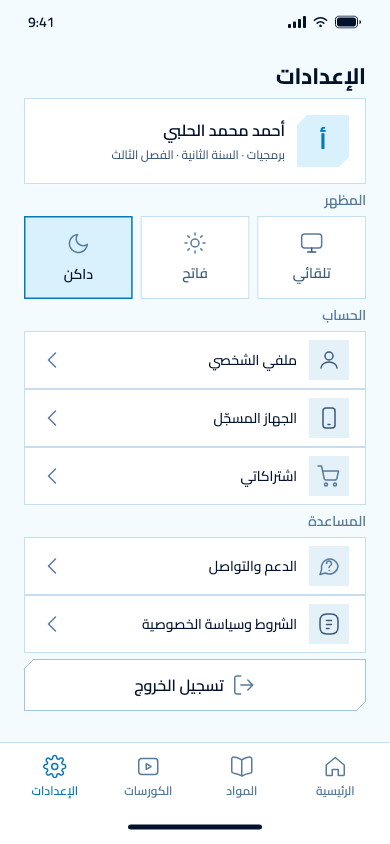 9:41
الإعدادات
أ
أحمد محمد الحلبي
برمجيات · السنة الثانية · الفصل الثالث
المظهر
تلقائي
فاتح
داكن
الحساب
ملفي الشخصي
الجهاز المسجّل
اشتراكاتي
المساعدة
الدعم والتواصل
الشروط وسياسة الخصوصية
تسجيل الخروج
الرئيسية
المواد
الكورسات
الإعدادات